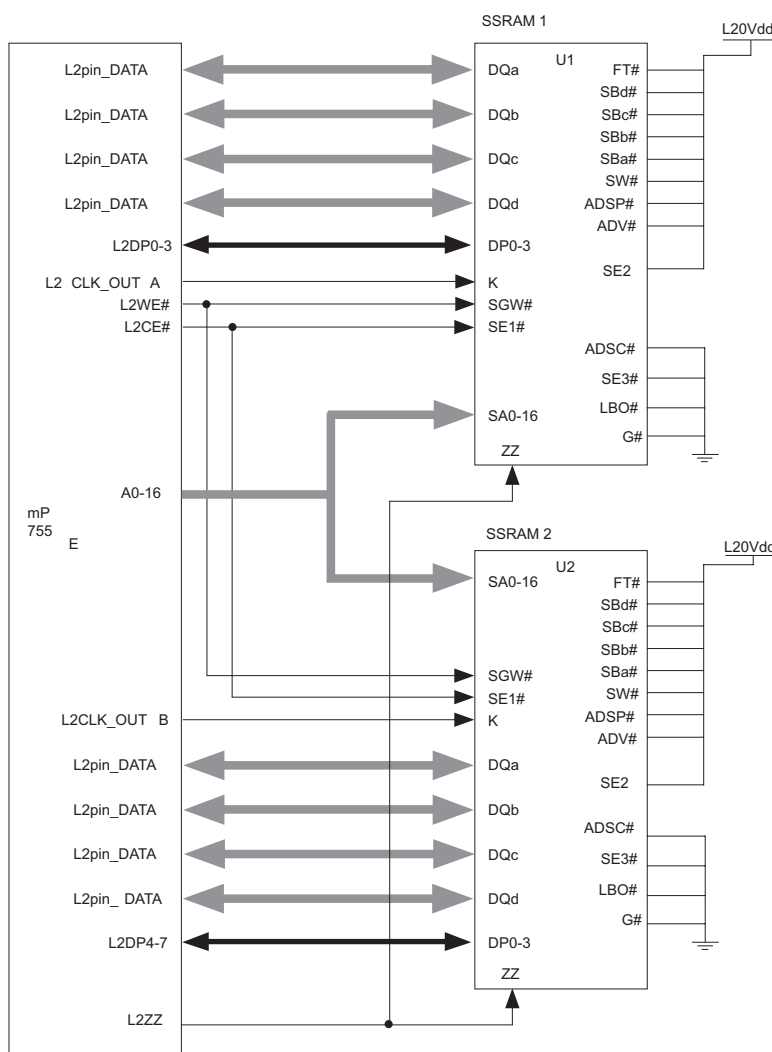 SSRAM 1
L20Vdd
U1
L2pin_DATA
L2pin_DATA
L2pin_DATA
L2pin_DATA
L2DP0-3
L2 CLK_OUT A
L2WE#
L2CE#
A0-16
mP
755
E
DQa
DQb
DQc
DQd
DP0-3
K
SGW#
SE1#
SA0-16
ZZ
FT#
SBd#
SBc#
SBb#
SBa#
SW#
ADSP#
ADV#
SE2
ADSC#
SE3#
LBO#
G#
SSRAM 2
L20Vdd
U2
SA0-16
SGW#
SE1#
K
DQa
DQb
DQc
DQd
DP0-3
ZZ
FT#
SBd#
SBc#
SBb#
SBa#
SW#
ADSP#
ADV#
SE2
ADSC#
SE3#
LBO#
G#
L2CLK_OUT B
L2pin_DATA
L2pin_DATA
L2pin_DATA
L2pin_ DATA
L2DP4-7
L2ZZ